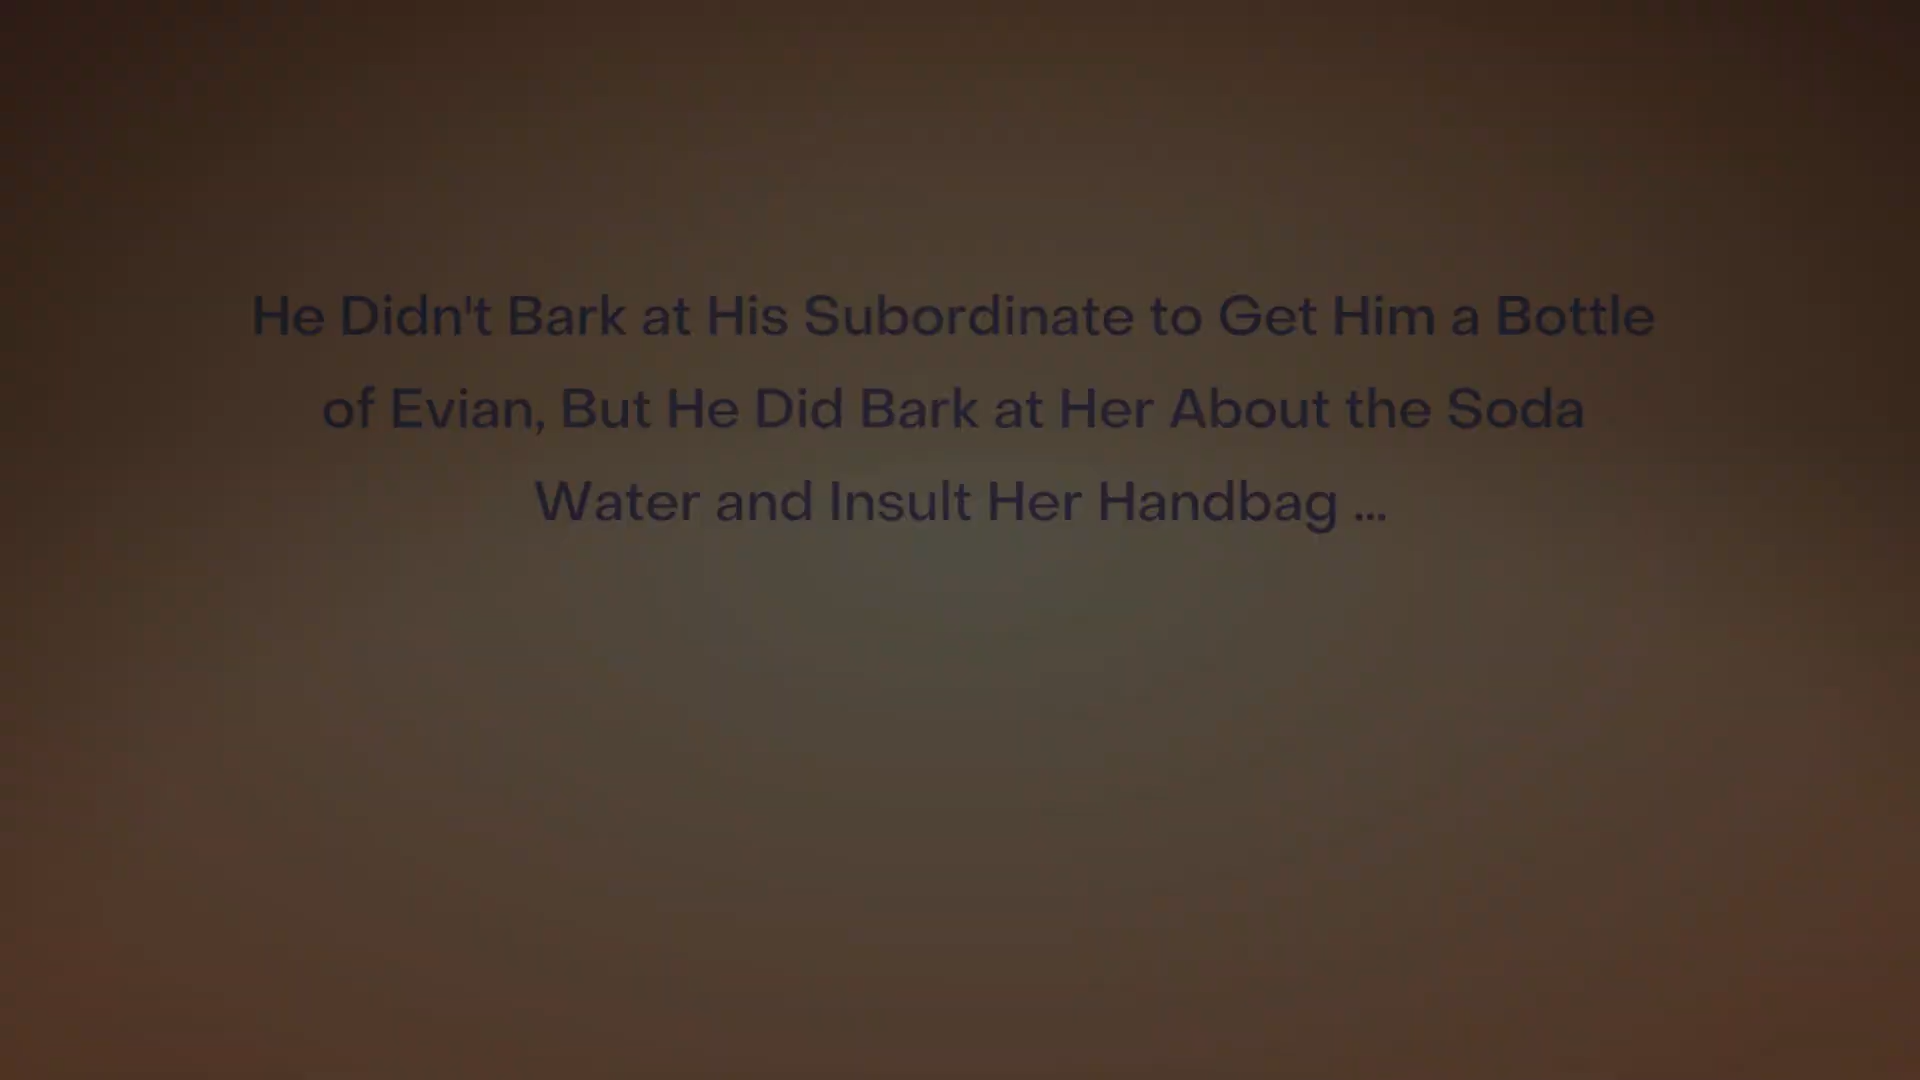 He Didn't Bark at His Subordinate to Get Him a Bottle
of Evian, But He Did Bark at Her About the Soda
Water and Insult Her Handbag ...